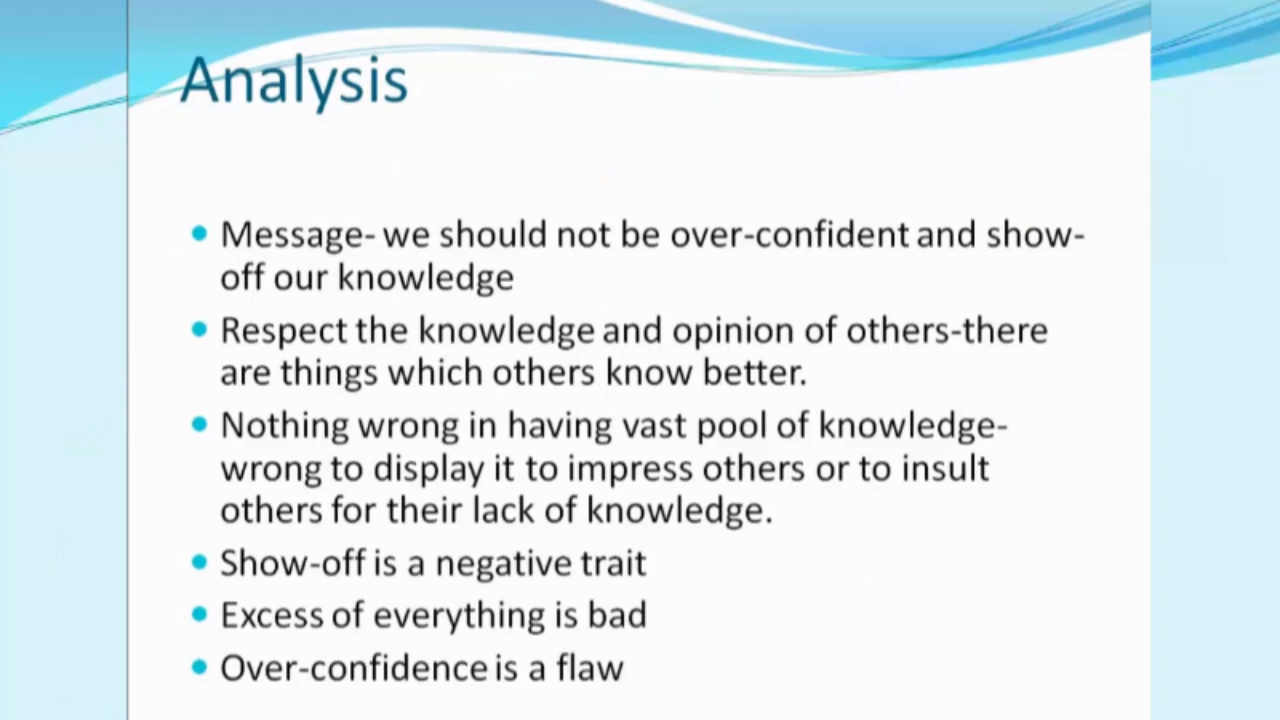 Analysis
• Message- we should not be over-confident and show-
off our knowledge
• Respect the knowledge and opinion of others-there
are things which others know better.
• Nothing wrong in having vast pool of knowledge-
wrong to display it to impress others or to insult
others for their lack of knowledge.
• Show-off is a negative trait
• Excess of everything is bad
• Over-confidence is a flaw